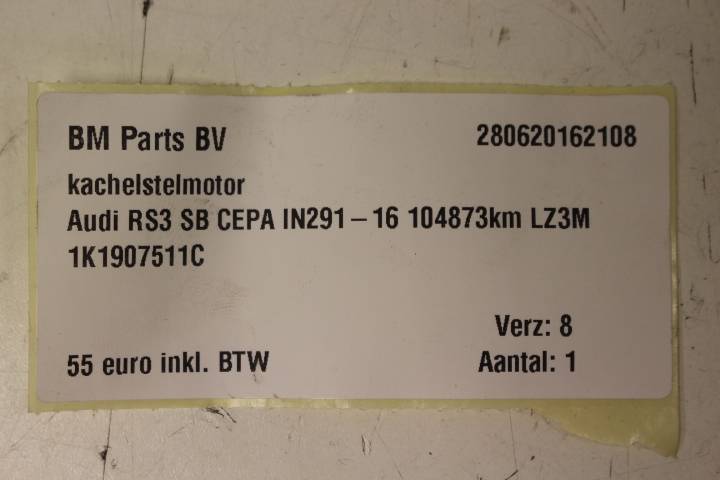 BM Parts BV 280620162108
kachelstelmotor
Audi RS3 SB CEPA IN291-16 104873km LZ3M
1K1907511C
Verz: 8
55 euro inkl. BTW Aantal: 1